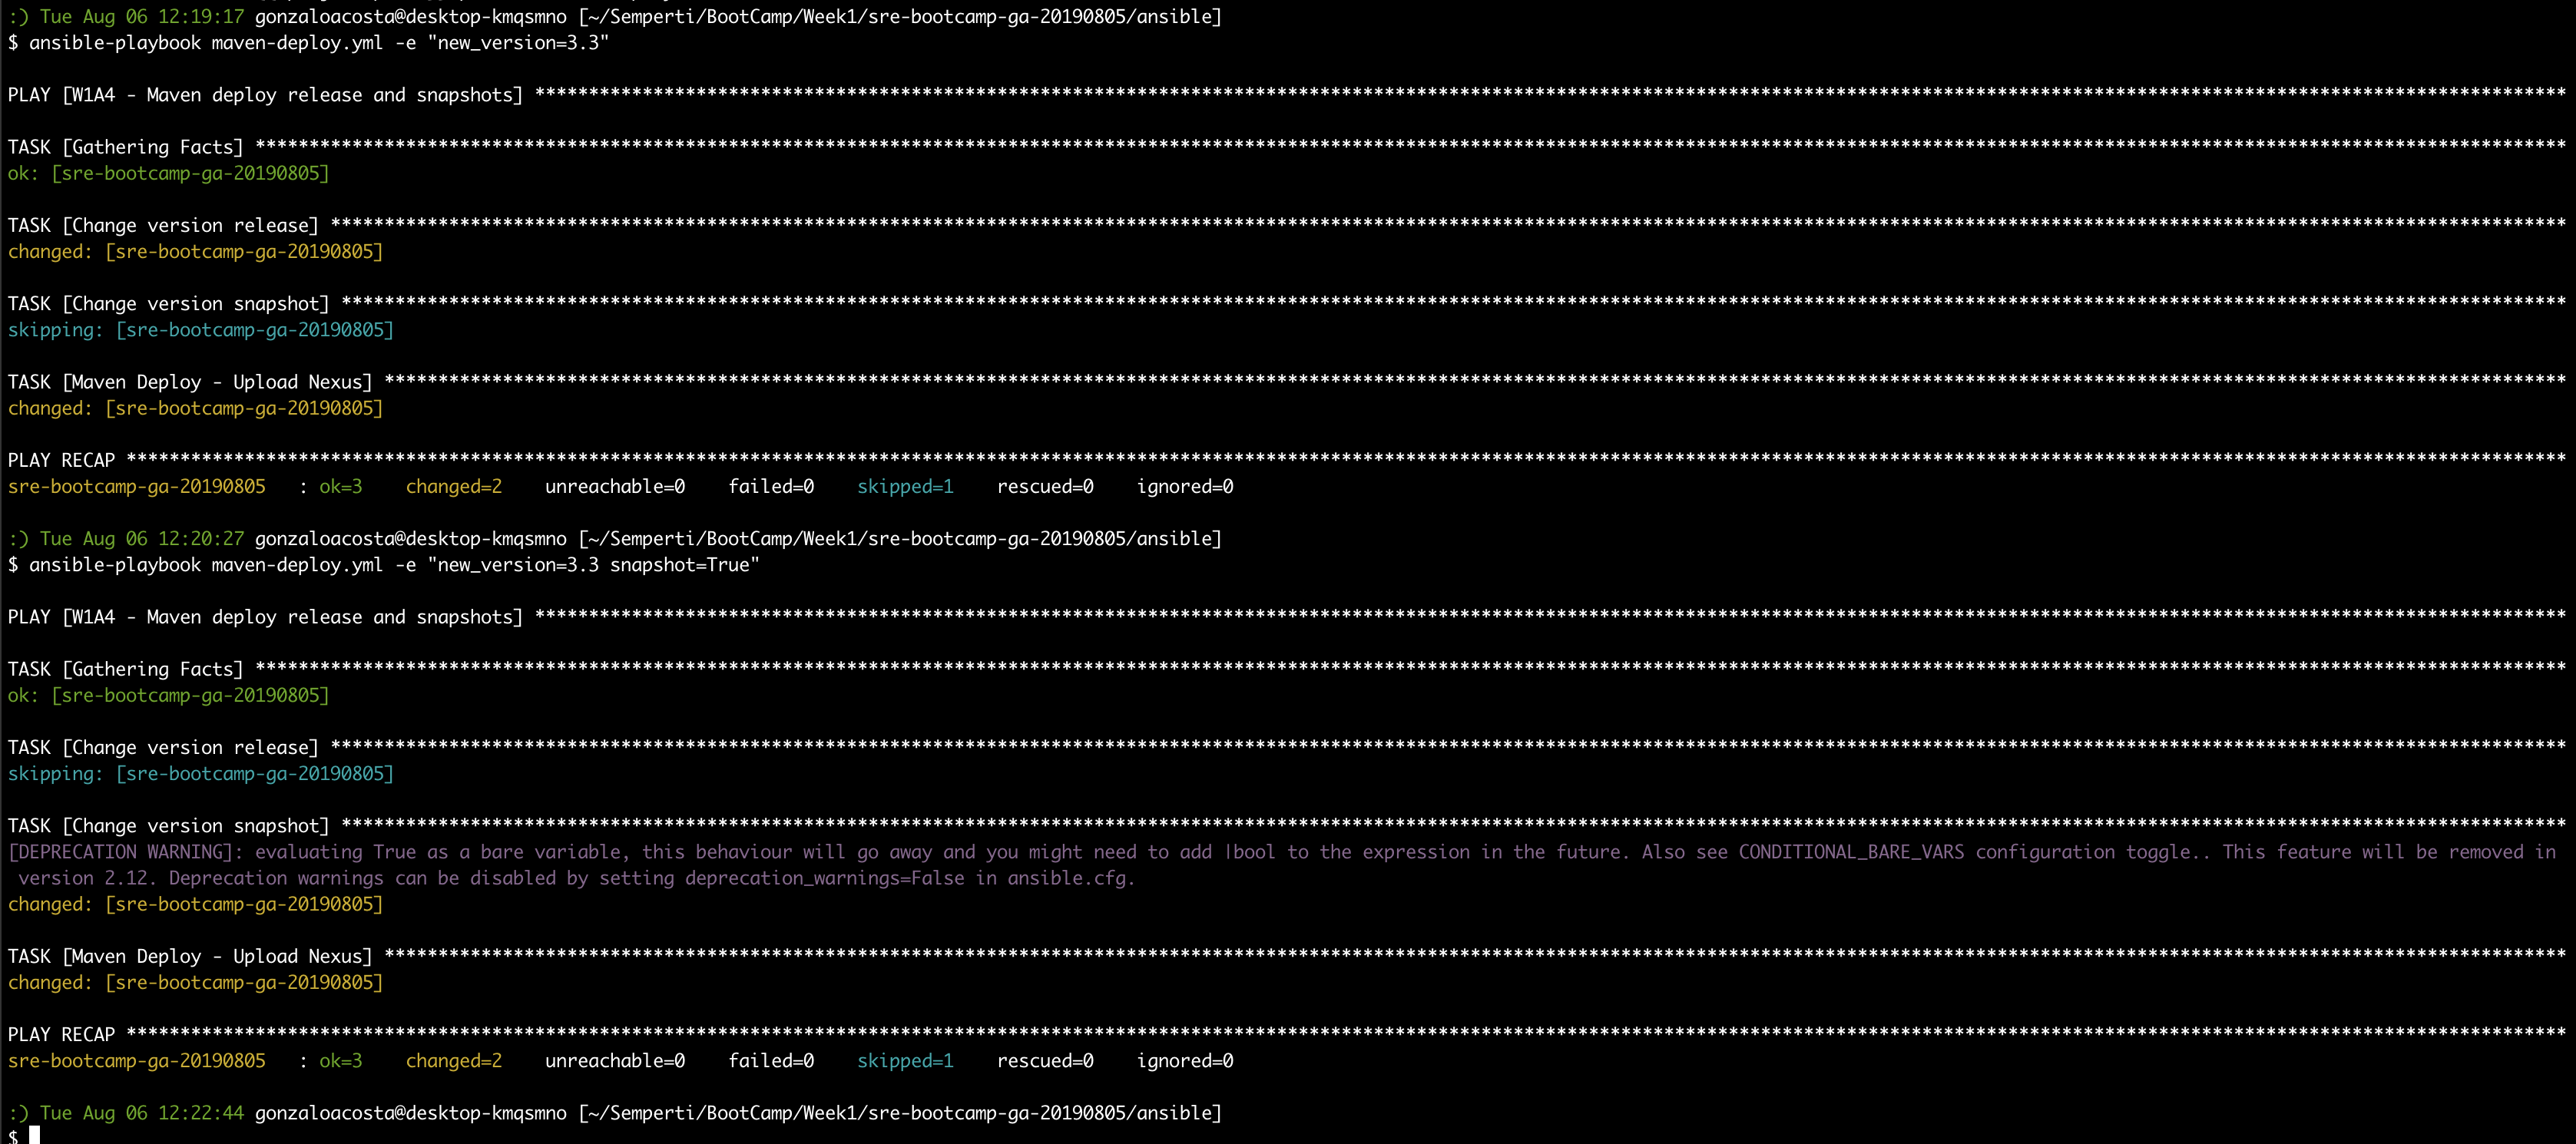 :) Tue Aug 06 12:19:17 gonzaloacosta@desktop-kmqsmno [~/Semperti/BootCamp/Week1/sre-bootcamp-ga-20190805/ansible]
$ ansible-playbook maven-deploy.yml -e "new_version=3.3"
PLAY [W1A4 - Maven deploy release and snapshots] ****************************************************************************************************************************************************************************************
TASK [Gathering Facts] ****************************************************************************************************************************************************************************************
ok: [sre-bootcamp-ga-20190805]
TASK [Change version release] ****************************************************************************************************************************************************************************************
changed: [sre-bootcamp-ga-20190805]
TASK [Change version snapshot] ****************************************************************************************************************************************************************************************
skipping: [sre-bootcamp-ga-20190805]
TASK [Maven Deploy - Upload Nexus] ****************************************************************************************************************************************************************************************
changed: [sre-bootcamp-ga-20190805]
PLAY RECAP ****************************************************************************************************************************************************************************************
sre-bootcamp-ga-20190805   : ok=3    changed=2    unreachable=0    failed=0    skipped=1    rescued=0    ignored=0
:) Tue Aug 06 12:20:27 gonzaloacosta@desktop-kmqsmno [~/Semperti/BootCamp/Week1/sre-bootcamp-ga-20190805/ansible]
$ ansible-playbook maven-deploy.yml -e "new_version=3.3 snapshot=True"
PLAY [W1A4 - Maven deploy release and snapshots] ****************************************************************************************************************************************************************************************
TASK [Gathering Facts] ****************************************************************************************************************************************************************************************
ok: [sre-bootcamp-ga-20190805]
TASK [Change version release] ****************************************************************************************************************************************************************************************
skipping: [sre-bootcamp-ga-20190805]
TASK [Change version snapshot] ****************************************************************************************************************************************************************************************
[DEPRECATION WARNING]: evaluating True as a bare variable, this behaviour will go away and you might need to add |bool to the expression in the future. Also see CONDITIONAL_BARE_VARS configuration toggle.. This feature will be removed in
version 2.12. Deprecation warnings can be disabled by setting deprecation_warnings=False in ansible.cfg.
changed: [sre-bootcamp-ga-20190805]
TASK [Maven Deploy - Upload Nexus] ****************************************************************************************************************************************************************************************
changed: [sre-bootcamp-ga-20190805]
PLAY RECAP ****************************************************************************************************************************************************************************************
sre-bootcamp-ga-20190805   : ok=3    changed=2    unreachable=0    failed=0    skipped=1    rescued=0    ignored=0
:) Tue Aug 06 12:22:44 gonzaloacosta@desktop-kmqsmno [~/Semperti/BootCamp/Week1/sre-bootcamp-ga-20190805/ansible]
$